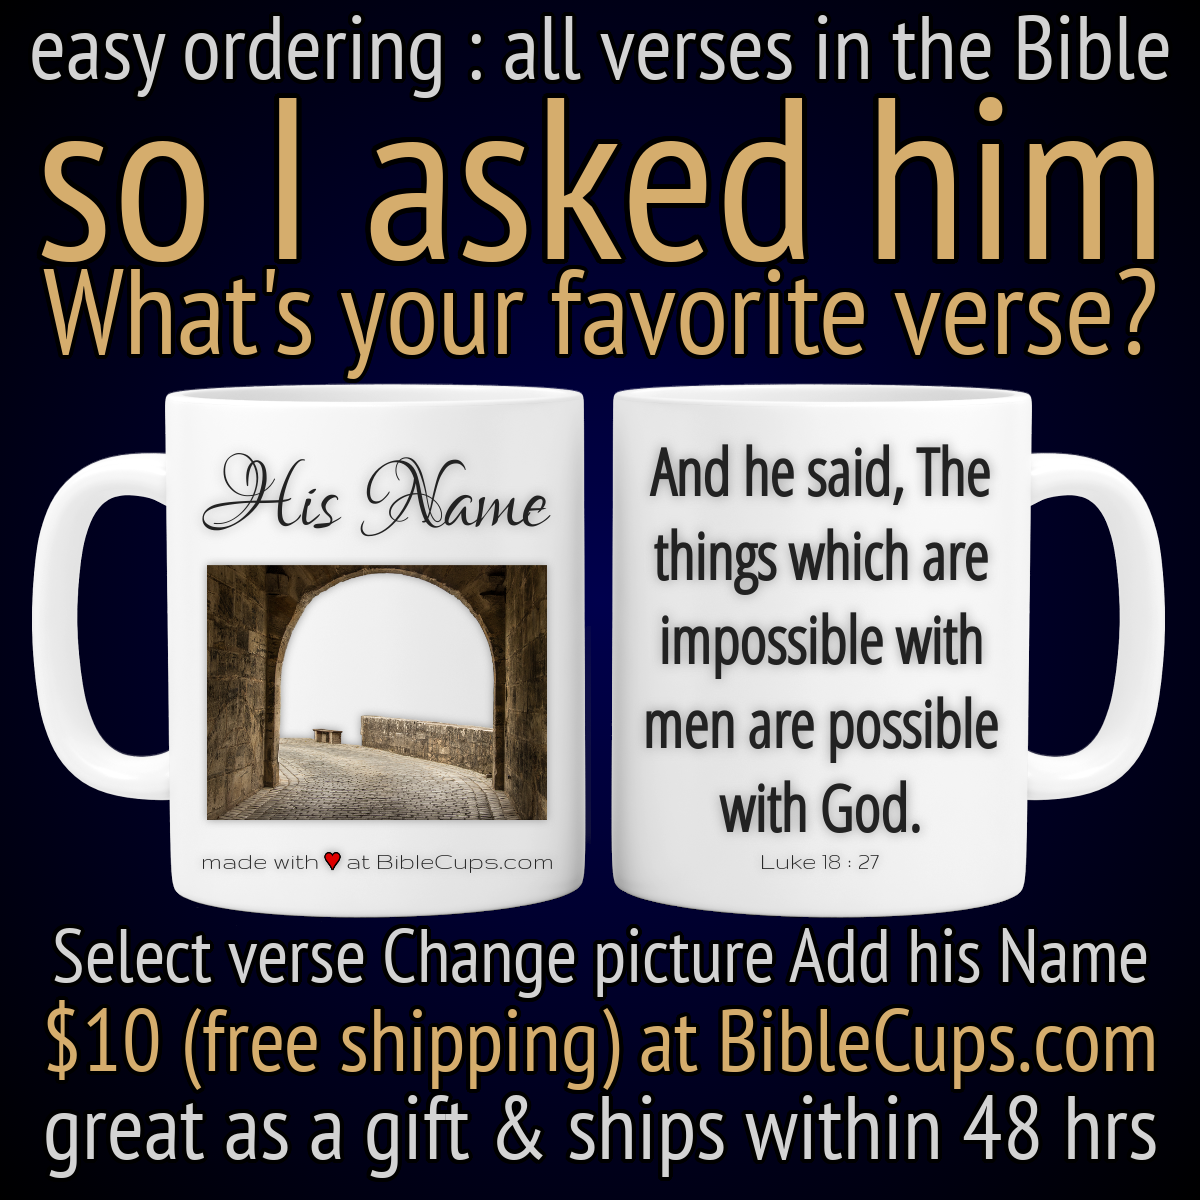 easy ordering : all verses in the Bible
so I asked him
What's your favorite verse?
His Name
made with ♥ at BibleCups.com
And he said, The
things which are
impossible with
men are possible
with God.
Luke 18 : 27
Select verse Change picture Add his Name
$10 (free shipping) at BibleCups.com
great as a gift & ships within 48 hrs